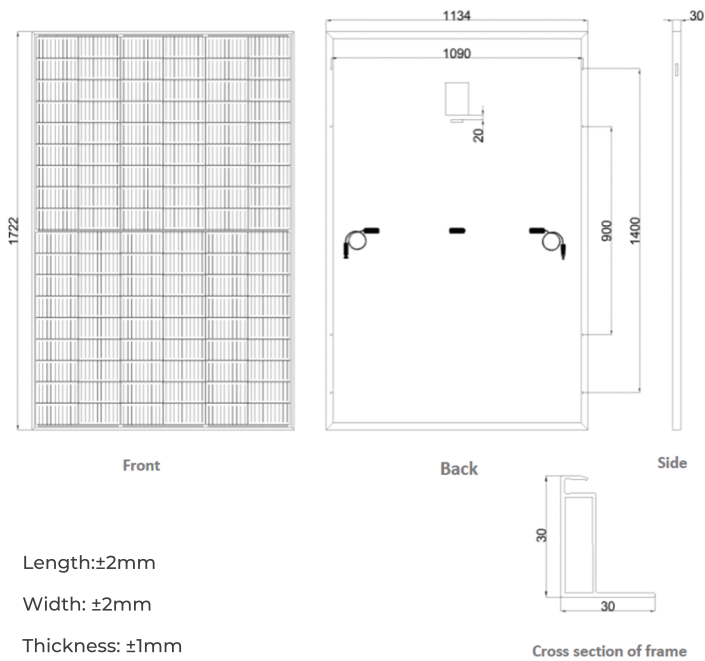 1134
30
1090
20
1722
900
1400
Front
Back
Side
30
30
Length:±2mm
Width: ±2mm
Thickness: ±1mm
Cross section of frame